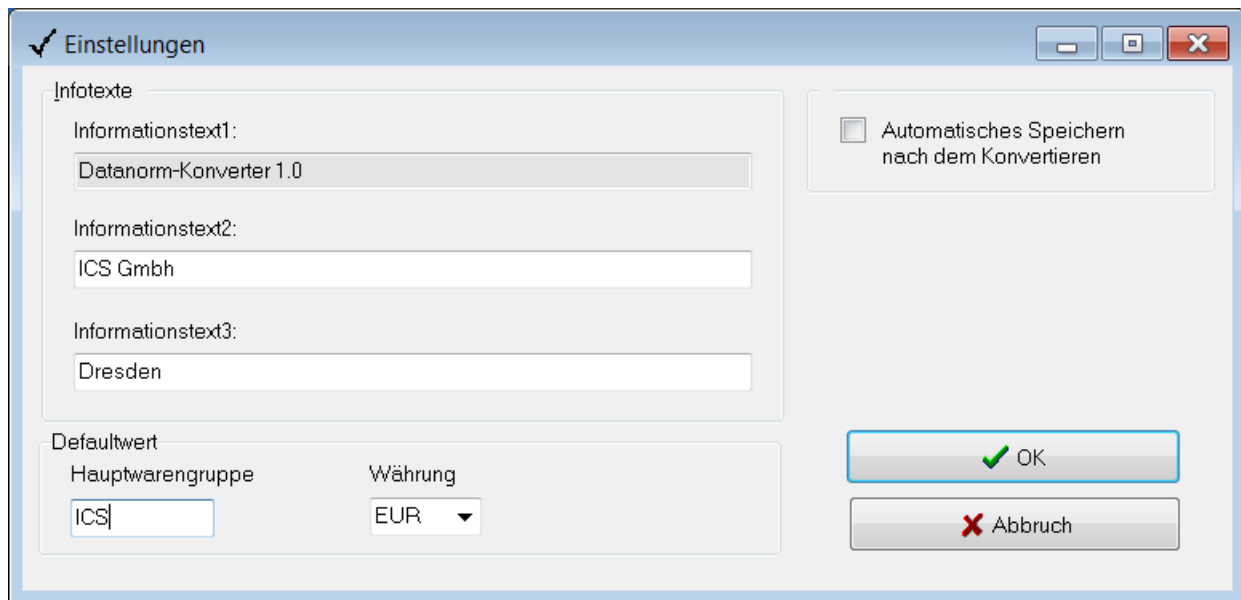 Einstellungen
Infotexte
Informationstext1:
Datanorm-Konverter 1.0
Informationstext2:
ICS Gmbh
Informationstext3:
Dresden
Automatisches Speichern
nach dem Konvertieren
Defaultwert
Hauptwarengruppe Währung
ICS EUR
OK
Abbruch